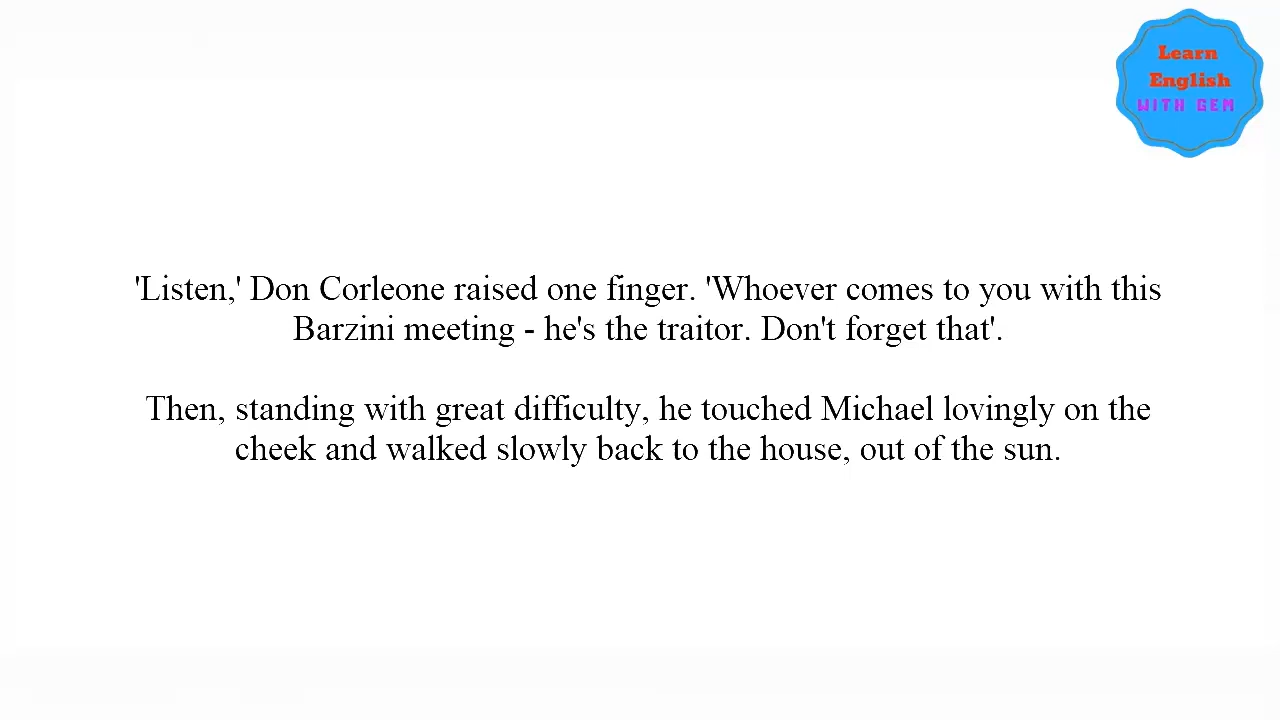 Learn
English
WITH GEM
'Listen,' Don Corleone raised one finger. 'Whoever comes to you with this
Barzini meeting - he's the traitor. Don't forget that'.
Then, standing with great difficulty, he touched Michael lovingly on the
cheek and walked slowly back to the house, out of the sun.